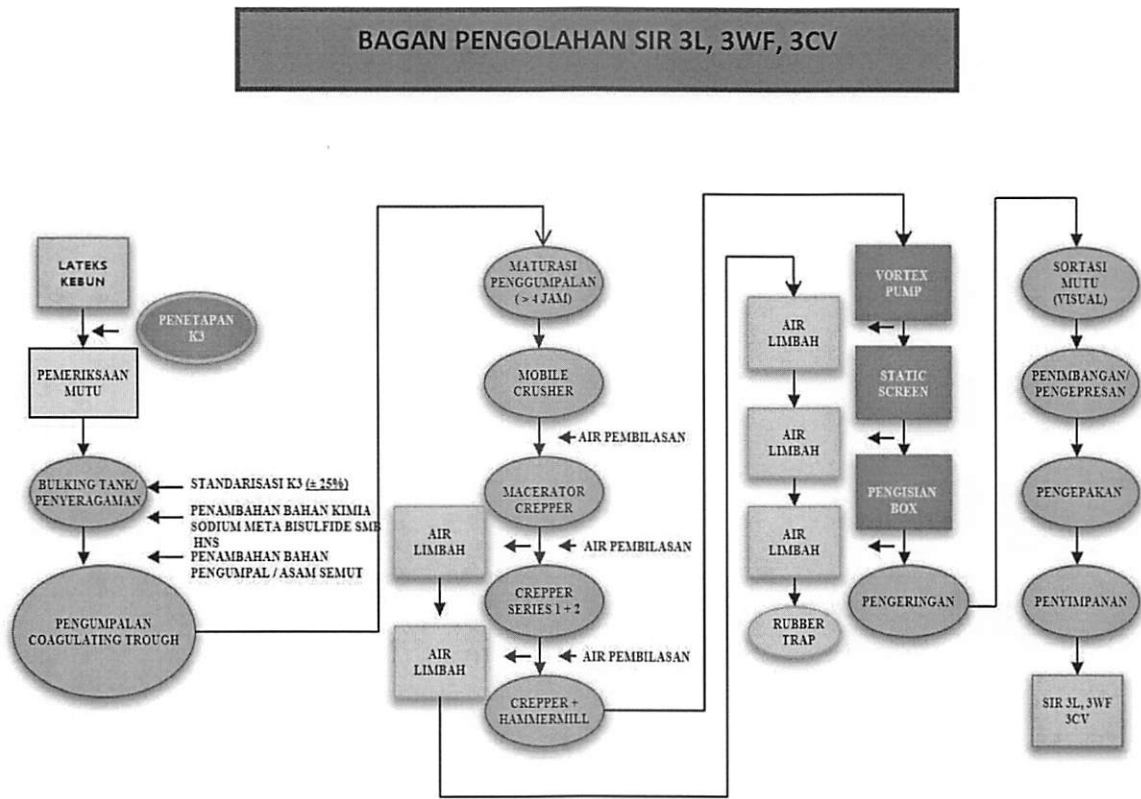 BAGAN PENGOLAHAN SIR 3L, 3WF, 3CV
LATEKS
KEBUN
PENETAPAN
K3
PEMERIKSAAN
MUTU
BULKING TANK/
PENYERAGAMAN
STANDARISASI K3 (± 25%)
PENAMBAHAN BAHAN KIMIA
SODIUM META BISULFIDE SMB
HNS
PENAMBAHAN BAHAN
PENGUMPAL / ASAM SEMUT
PENGUMPALAN
COAGULATING TROUGH
MATURASI
PENGGUMPALAN
( > 4 JAM)
MOBILE
CRUSHER
AIR PEMBILASAN
MACERATOR
CREPPER
AIR
LIMBAH
AIR PEMBILASAN
CREPPER
SERIES 1 + 2
AIR
LIMBAH
AIR PEMBILASAN
CREPPER +
HAMMERMILL
AIR
LIMBAH
AIR
LIMBAH
AIR
LIMBAH
RUBBER
TRAP
VORTEX
PUMP
STATIC
SCREEN
PENGISIAN
BOX
PENGERINGAN
SORTASI
MUTU
(VISUAL)
PENIMBANGAN/
PENGEPRESAN
PENGEPAKAN
PENYIMPANAN
SIR 3L, 3WF
3CV